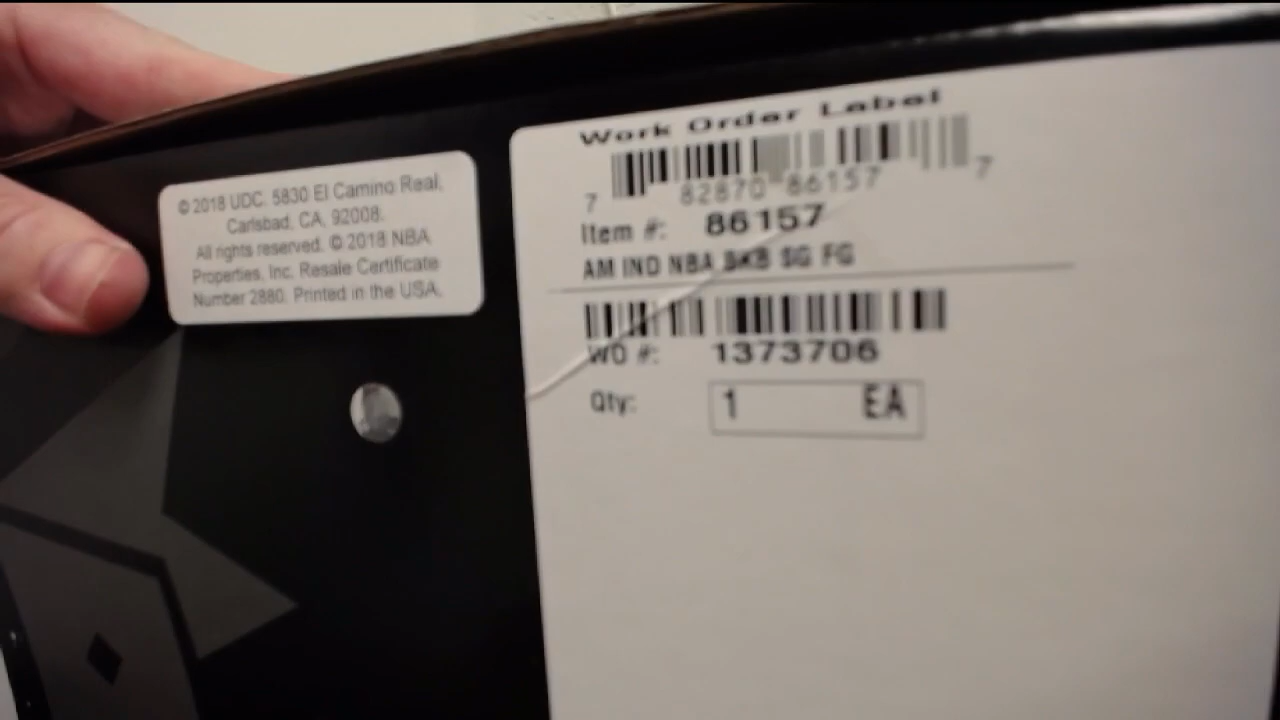 © 2018 UDC. 5830 El Camino Real,
Carlsbad, CA, 92008.
All rights reserved. © 2018 NBA
Properties, Inc. Resale Certificate
Number 2880. Printed in the USA.
Work Order Label
7 82870 86157 7
Item #: 86157
AM IND NBA BKB SG FG
WO #: 1373706
Qty: 1 EA